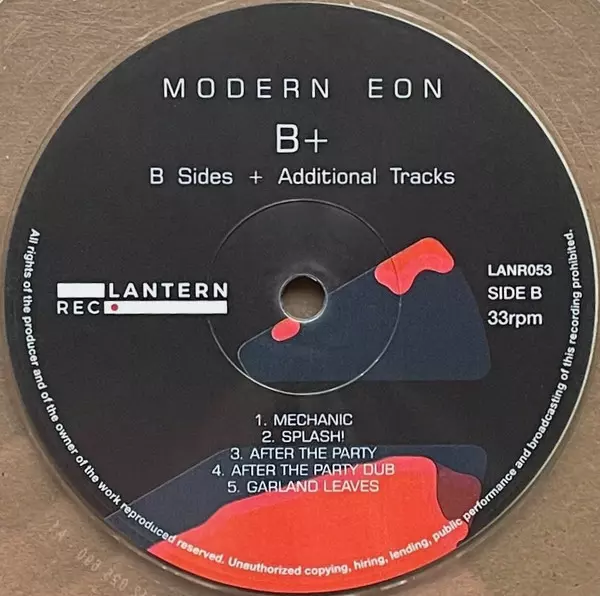 MODERN EON
B+
B Sides + Additional Tracks
LANTERN
REC
LANR053
SIDE B
33rpm
1. MECHANIC
2. SPLASH!
3. AFTER THE PARTY
4. AFTER THE PARTY DUB
5. GARLAND LEAVES
All rights of the producer and of the owner of the work reproduced reserved. Unauthorized copying, hiring, lending, public performance and broadcasting of this recording prohibited.